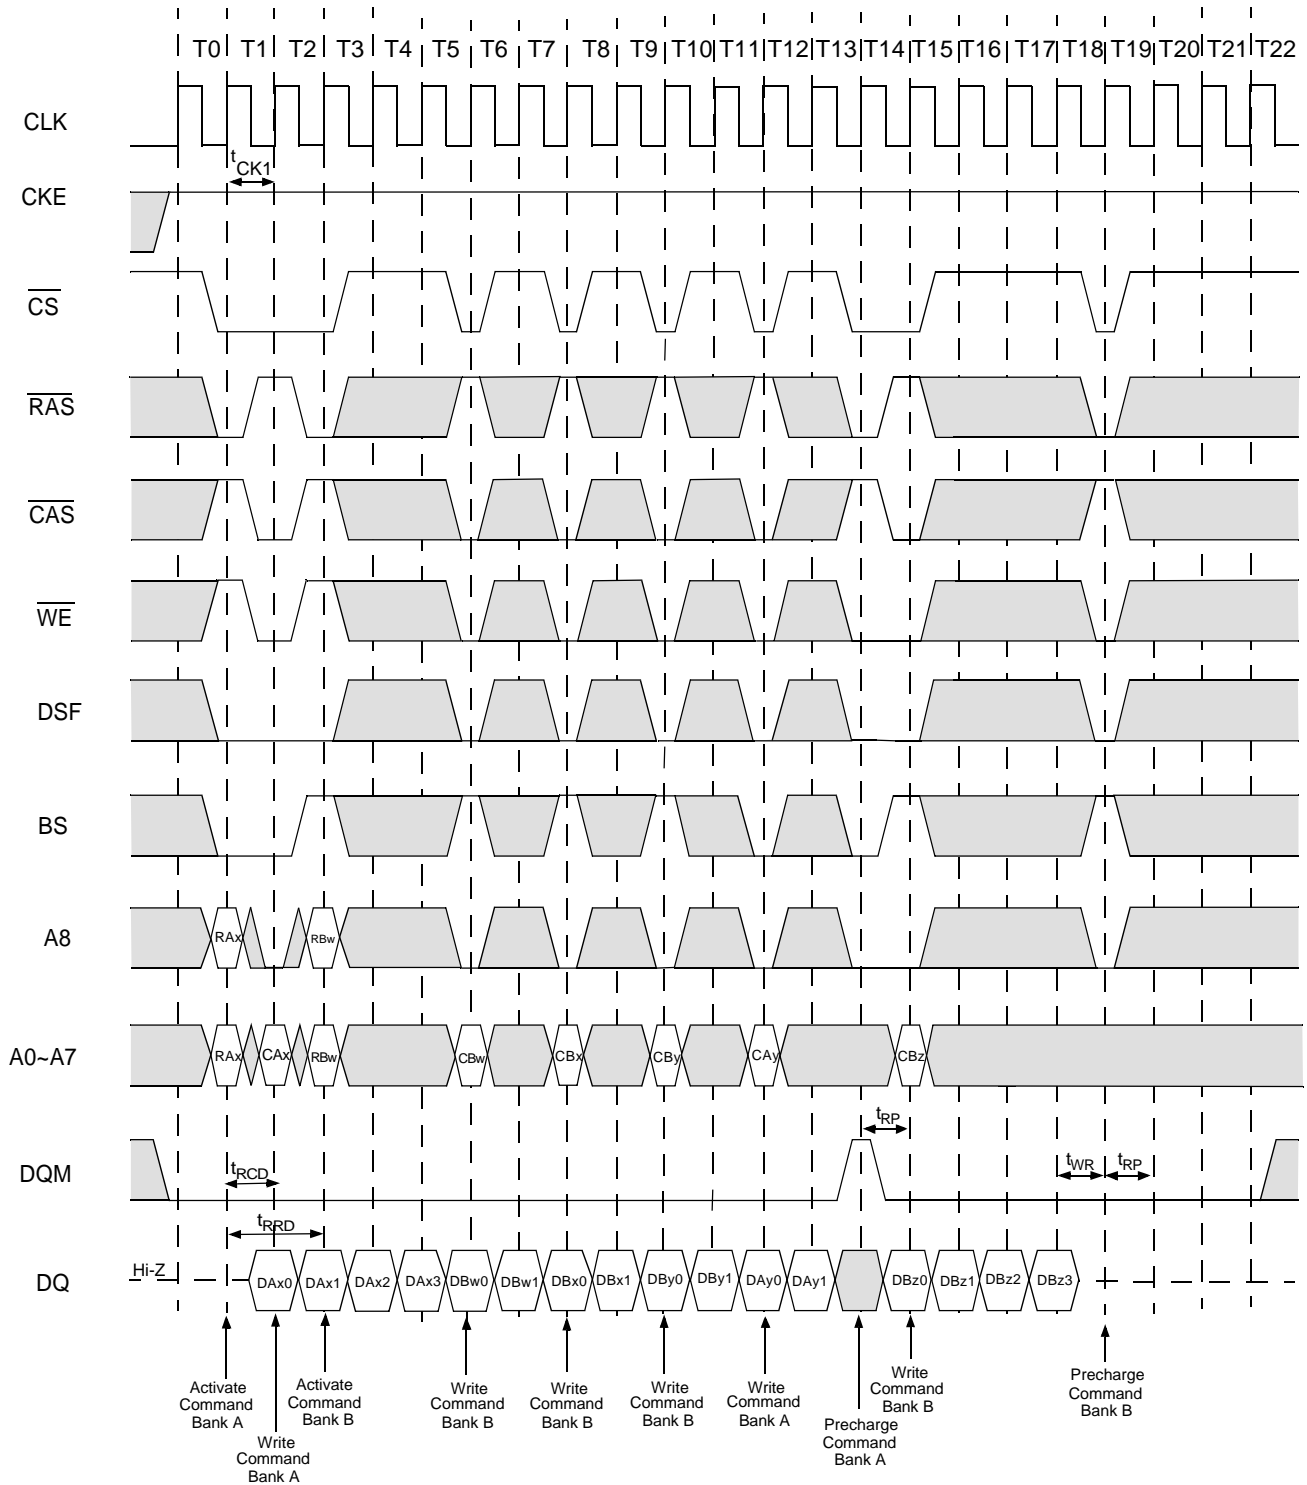 T0 T1 T2 T3 T4 T5 T6 T7 T8 T9 T10 T11 T12 T13 T14 T15 T16 T17 T18 T19 T20 T21 T22
CLK
tCK1
CKE
CS
RAS
CAS
WE
DSF
BS
A8
RAx RBw
A0~A7
RAx CAx RBw CBw CBx CBy CAy CBz
tRP
DQM
tRCD
tWR tRP
tRRD
DQ
Hi-Z
DAx0 DAx1 DAx2 DAx3 DBw0 DBw1 DBx0 DBx1 DBy0 DBy1 DAy0 DAy1 DBz0 DBz1 DBz2 DBz3
Activate
Command
Bank A
Write
Command
Bank A
Activate
Command
Bank B
Write
Command
Bank B
Write
Command
Bank B
Write
Command
Bank B
Write
Command
Bank A
Precharge
Command
Bank A
Write
Command
Bank B
Precharge
Command
Bank B